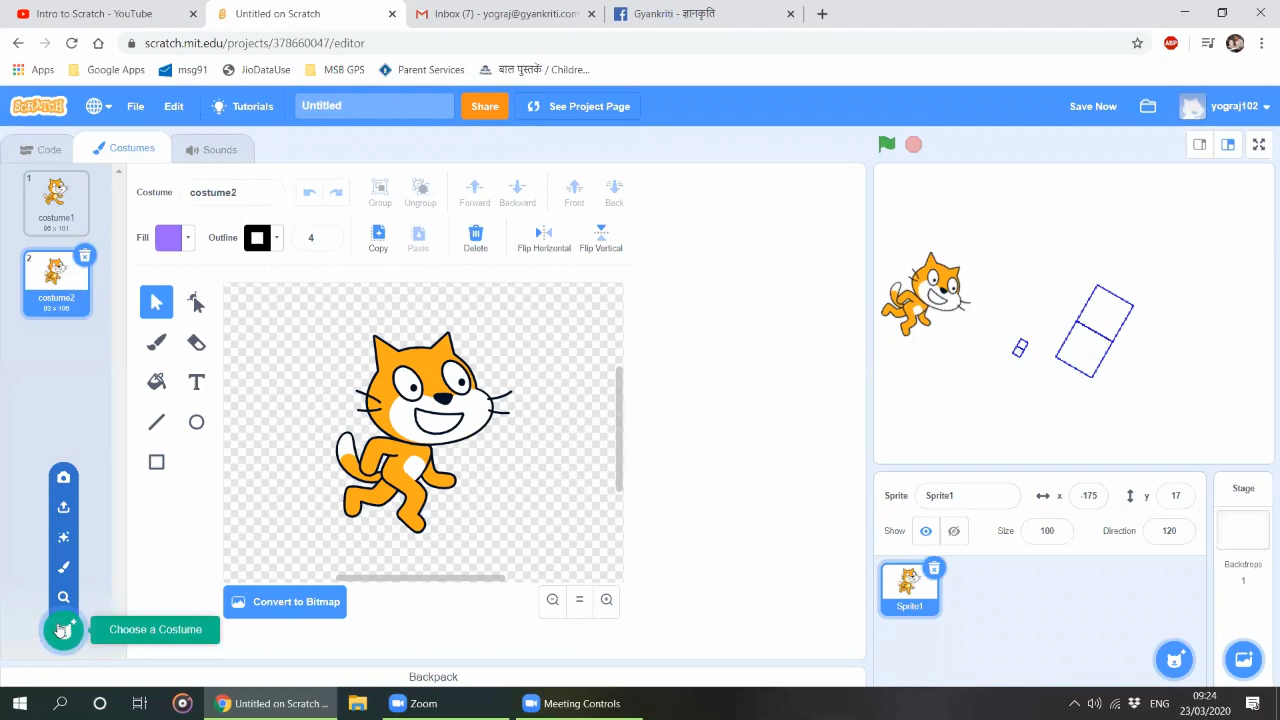 Intro to Scratch - YouTube
Untitled on Scratch
Inbox (7) - yograj@gyankriti.com
Gyankriti - ज्ञानकृति
scratch.mit.edu/projects/378660047/editor
ABP
Apps
Google Apps
msg91
JioDataUse
MSB GPS
Parent Services
बाल पुस्तकं / Childre...
SCRATCH
File
Edit
Tutorials
Untitled
Share
See Project Page
Save Now
yograj102
Code
Costumes
Sounds
1
costume1
2
costume2
Costume
costume2
Group
Ungroup
Forward
Backward
Front
Back
Fill
Outline
4
Copy
Paste
Delete
Flip Horizontal
Flip Vertical
T
Convert to Bitmap
Choose a Costume
Backpack
Sprite
Sprite1
x
-175
y
17
Show
Size
100
Direction
120
Sprite1
Stage
Backdrops
1
Untitled on Scratch ...
Zoom
Meeting Controls
ENG
09:24
23/03/2020